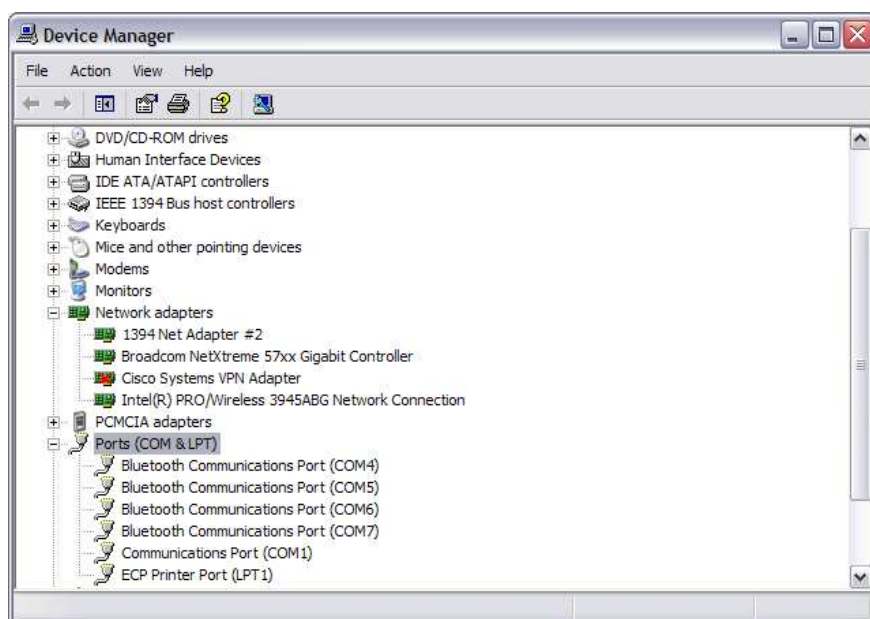 Device Manager
File Action View Help
DVD/CD-ROM drives
Human Interface Devices
IDE ATA/ATAPI controllers
IEEE 1394 Bus host controllers
Keyboards
Mice and other pointing devices
Modems
Monitors
Network adapters
1394 Net Adapter #2
Broadcom NetXtreme 57xx Gigabit Controller
Cisco Systems VPN Adapter
Intel(R) PRO/Wireless 3945ABG Network Connection
PCMCIA adapters
Ports (COM & LPT)
Bluetooth Communications Port (COM4)
Bluetooth Communications Port (COM5)
Bluetooth Communications Port (COM6)
Bluetooth Communications Port (COM7)
Communications Port (COM1)
ECP Printer Port (LPT1)